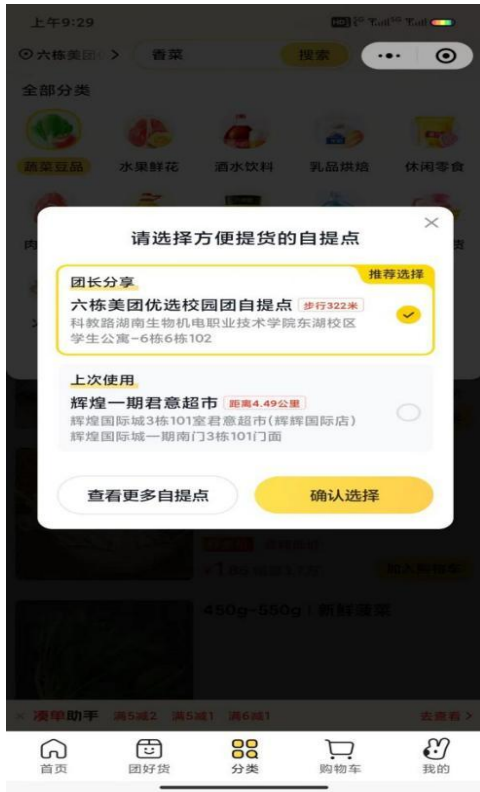 上午9:29
六栋美团
香菜
搜索
全部分类
蔬菜豆品
水果鲜花
酒水饮料
乳品烘焙
休闲零食
请选择方便提货的自提点
团长分享
推荐选择
六栋美团优选校园团自提点 步行322米
科教路湖南生物机电职业技术学院东湖校区
学生公寓-6栋6栋102
上次使用
辉煌一期君意超市 距离4.49公里
辉煌国际城3栋101室君意超市(辉辉国际店)
辉煌国际城一期南门3栋101门面
查看更多自提点
确认选择
加入购物车
450g-550g | 新鲜菠菜
凑单助手 满5减2 满5减1 满6减1
去查看
首页
团好货
分类
购物车
我的